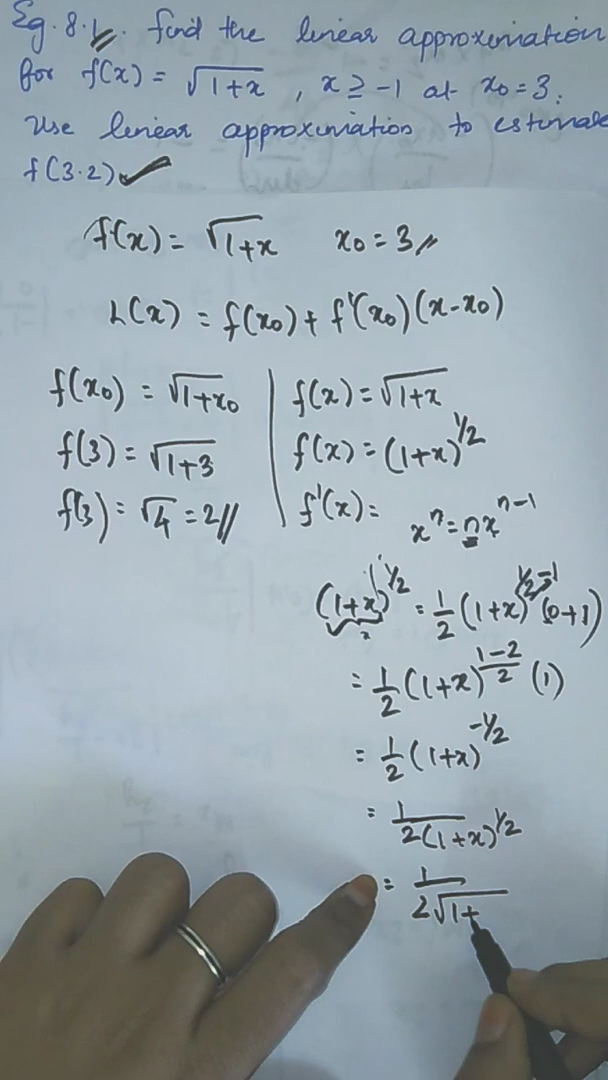 Eg. 8.1. find the linear approximation
for f(x) = √1+x , x ≥ -1 at x₀ = 3.
Use linear approximation to estimate
f(3.2)
f(x) = √1+x x₀ = 3
L(x) = f(x₀) + f'(x₀)(x-x₀)
f(x₀) = √1+x₀
f(3) = √1+3
f(3) = √4 = 2
f(x) = √1+x
f(x) = (1+x)^1/2
f'(x) =
xⁿ = nxⁿ⁻¹
(1+x)^1/2 = 1/2 (1+x)^1/2-1 (0+1)
= 1/2 (1+x)^1-2/2 (1)
= 1/2 (1+x)^-1/2
= 1/2(1+x)^1/2
= 1/2√1+